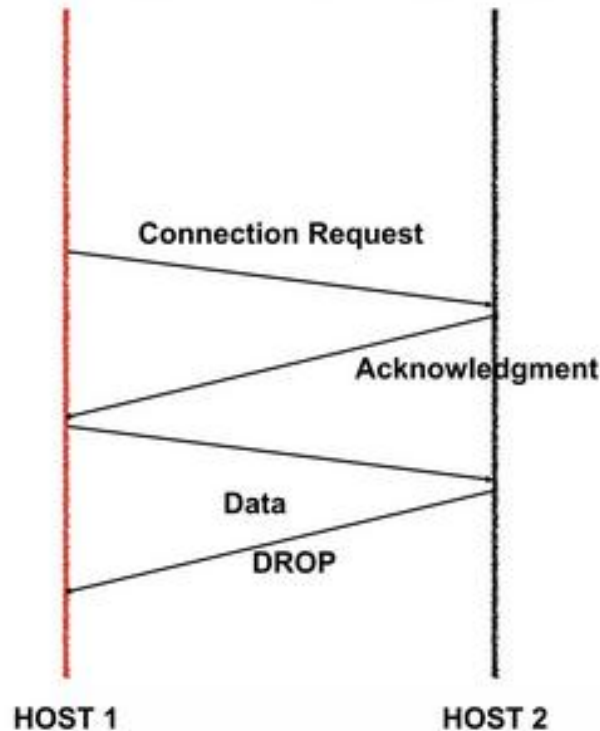 Connection Request
Acknowledgment
Data
DROP
HOST 1
HOST 2